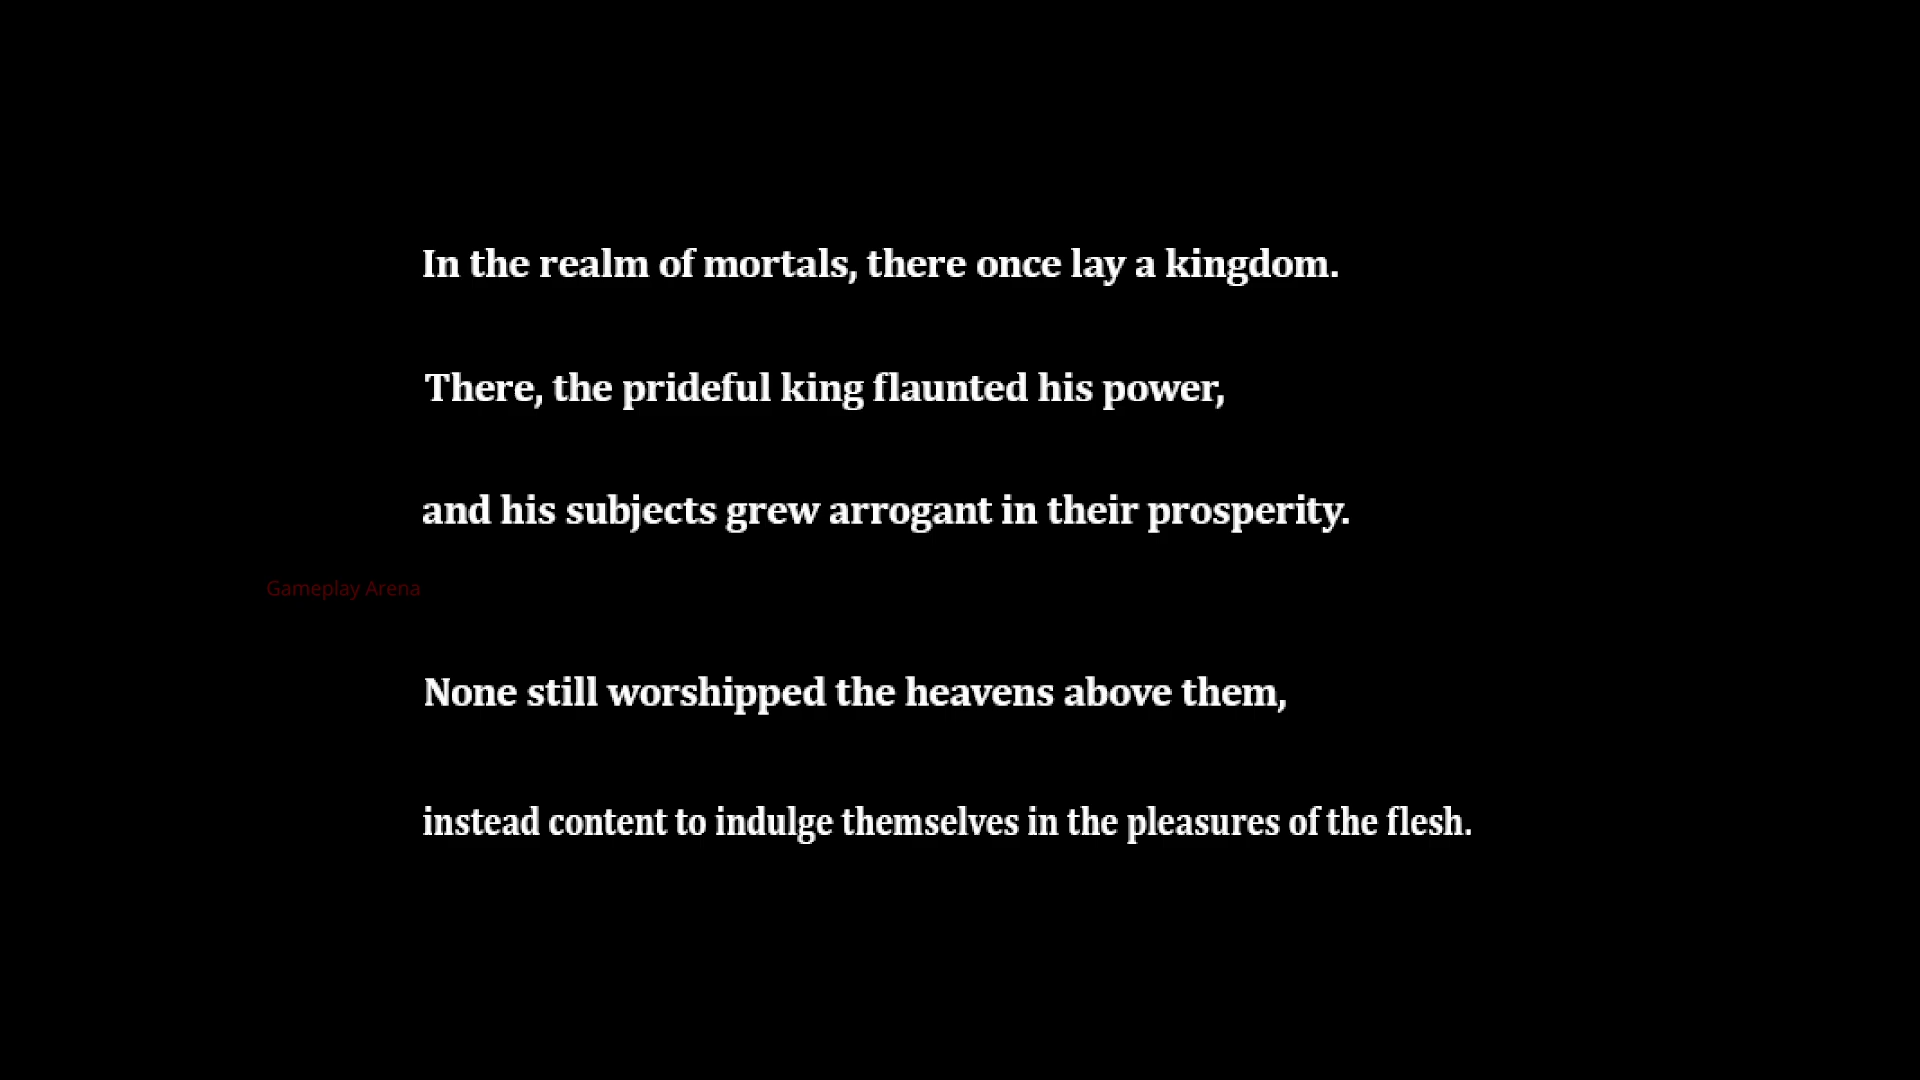 In the realm of mortals, there once lay a kingdom.
There, the prideful king flaunted his power,
and his subjects grew arrogant in their prosperity.
Gameplay Arena
None still worshipped the heavens above them,
instead content to indulge themselves in the pleasures of the flesh.